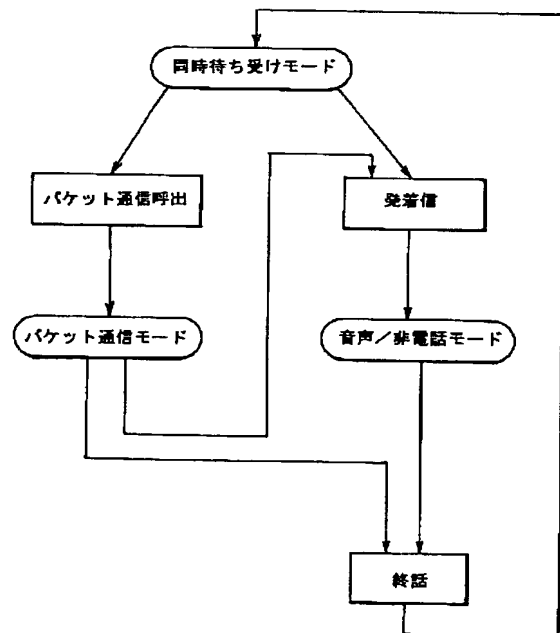 同時待ち受けモード
パケット通信呼出
発着信
パケット通信モード
音声／非電話モード
終話